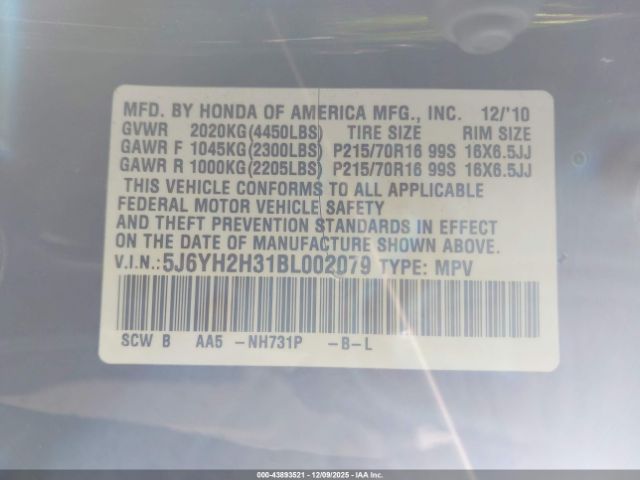 MFD. BY HONDA OF AMERICA MFG., INC. 12/'10
GVWR 2020KG(4450LBS) TIRE SIZE RIM SIZE
GAWR F 1045KG(2300LBS) P215/70R16 99S 16X6.5JJ
GAWR R 1000KG(2205LBS) P215/70R16 99S 16X6.5JJ
THIS VEHICLE CONFORMS TO ALL APPLICABLE
FEDERAL MOTOR VEHICLE SAFETY
AND THEFT PREVENTION STANDARDS IN EFFECT
ON THE DATE OF MANUFACTURE SHOWN ABOVE.
V.I.N.:5J6YH2H31BL002079 TYPE: MPV
SCW B AA5 -NH731P -B-L
000-43893521 - 12/09/2025 - IAAI, Inc.